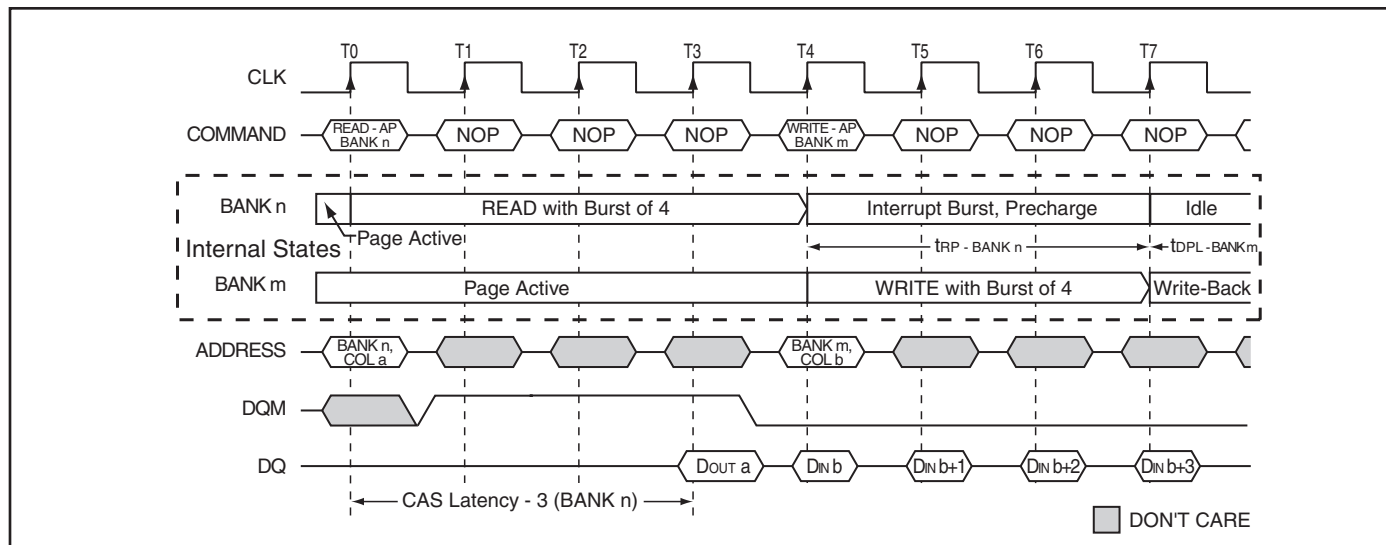 T0 T1 T2 T3 T4 T5 T6 T7
CLK
COMMAND READ - AP BANK n NOP NOP NOP WRITE - AP BANK m NOP NOP NOP
BANK n READ with Burst of 4 Interrupt Burst, Precharge Idle
Page Active
Internal States
tRP - BANK n tDPL - BANK m
BANK m Page Active WRITE with Burst of 4 Write-Back
ADDRESS BANK n, COL a BANK m, COL b
DQM
DQ DOUT a DIN b DIN b+1 DIN b+2 DIN b+3
CAS Latency - 3 (BANK n)
DON'T CARE